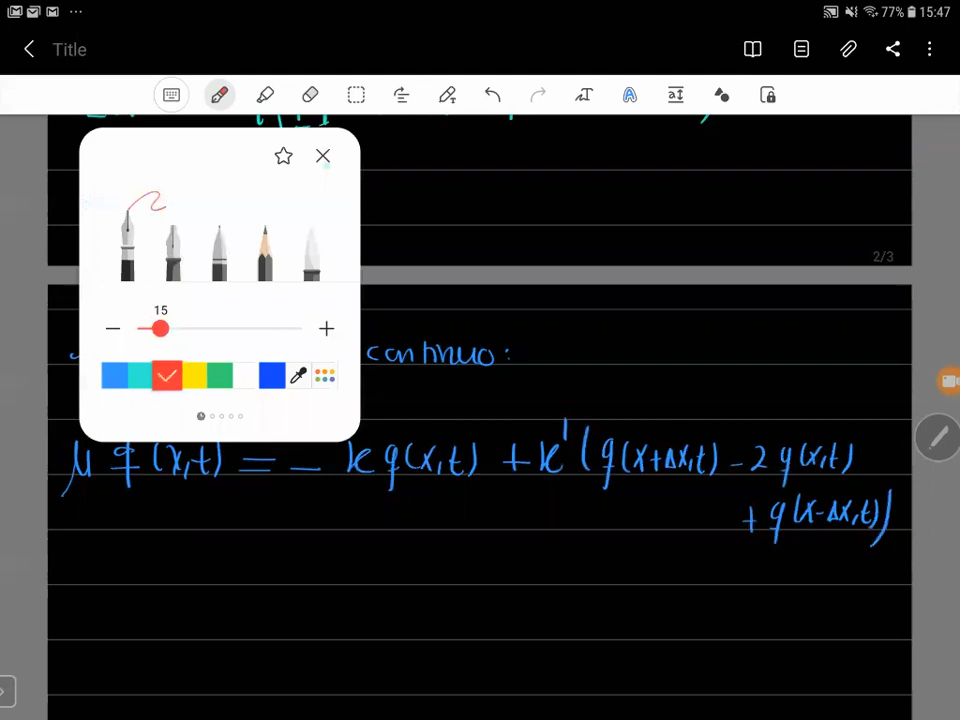 77% 15:47
Title
2/3
15
continuo:
μ q̈(x,t) = - k q(x,t) + k' (q(x+Δx,t) - 2 q(x,t)
+ q(x-Δx,t))